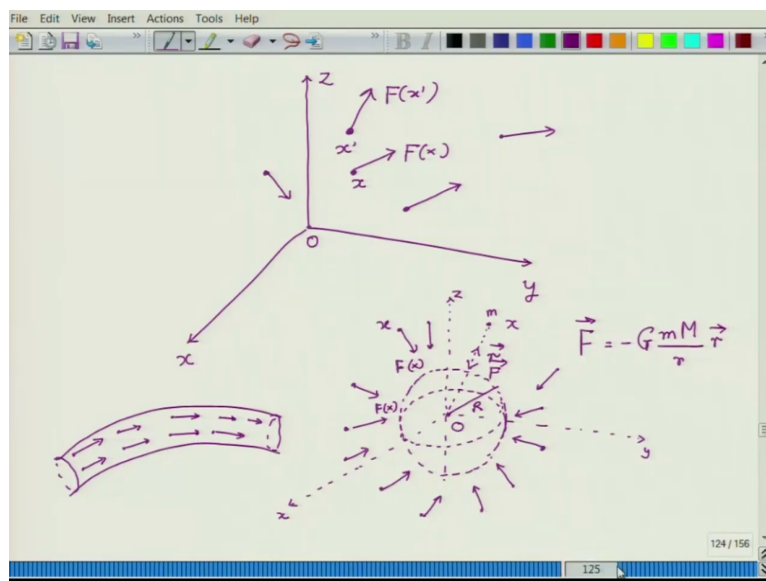 File Edit View Insert Actions Tools Help
B I
z
F(x')
x'
F(x)
x
O
y
x
z
m
x
x
F(x)
r⃗
F⃗
F⃗ = -G mM/r r⃗
F(x)
R
O
y
x
124 / 156
125